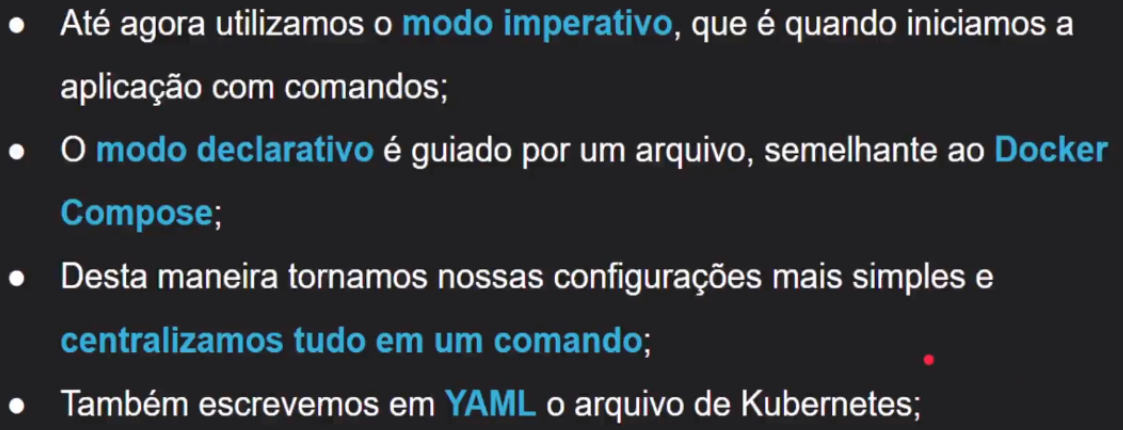 ● Até agora utilizamos o modo imperativo, que é quando iniciamos a
aplicação com comandos;
● O modo declarativo é guiado por um arquivo, semelhante ao Docker
Compose;
● Desta maneira tornamos nossas configurações mais simples e
centralizamos tudo em um comando;
● Também escrevemos em YAML o arquivo de Kubernetes;